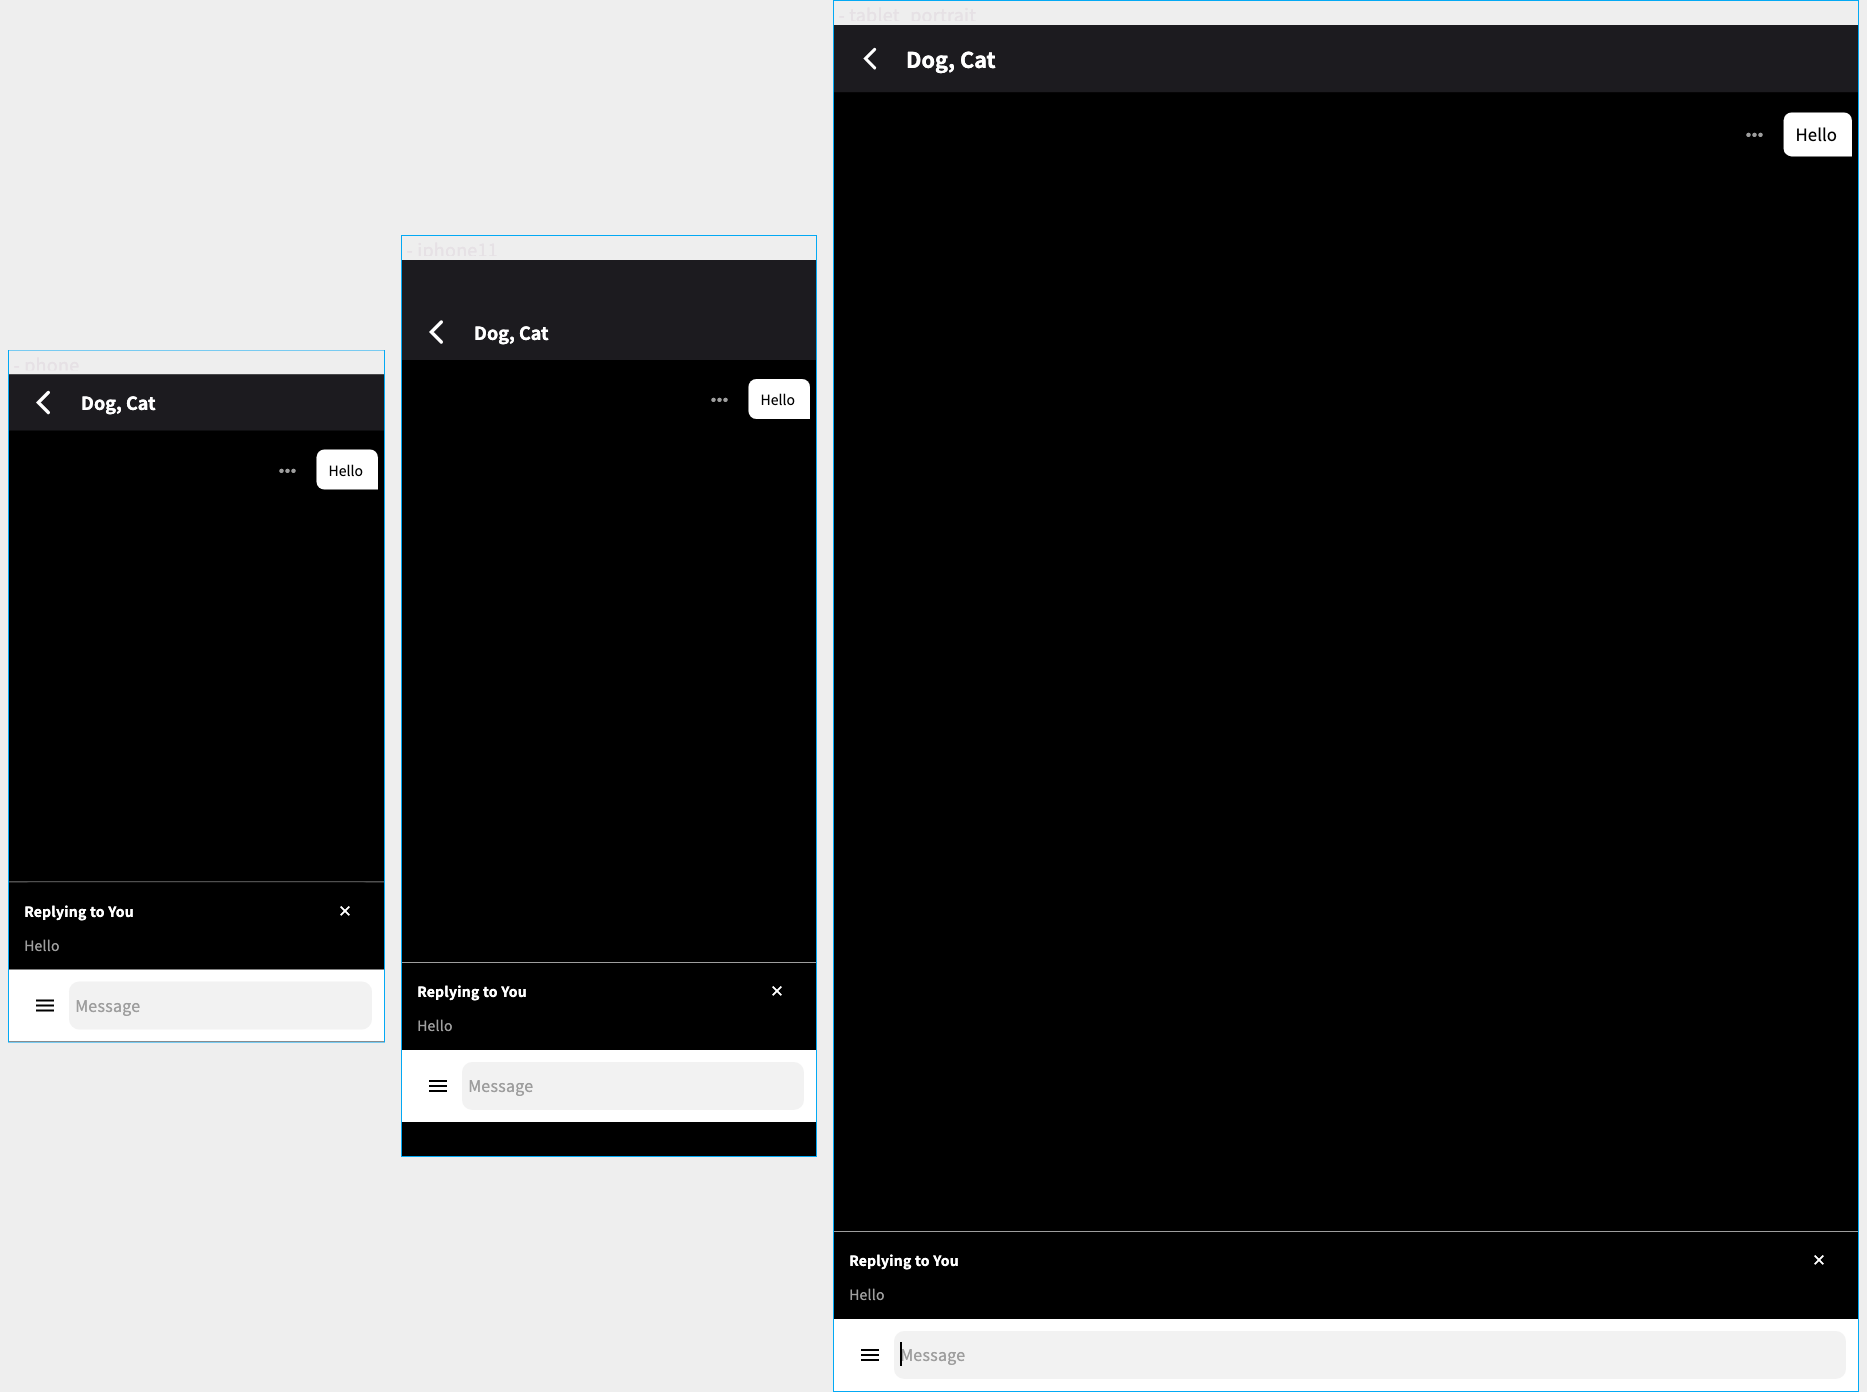 - phone
Dog, Cat
Hello
Replying to You
Hello
Message
- iphone11
Dog, Cat
Hello
Replying to You
Hello
Message
- tablet_portrait
Dog, Cat
Hello
Replying to You
Hello
Message